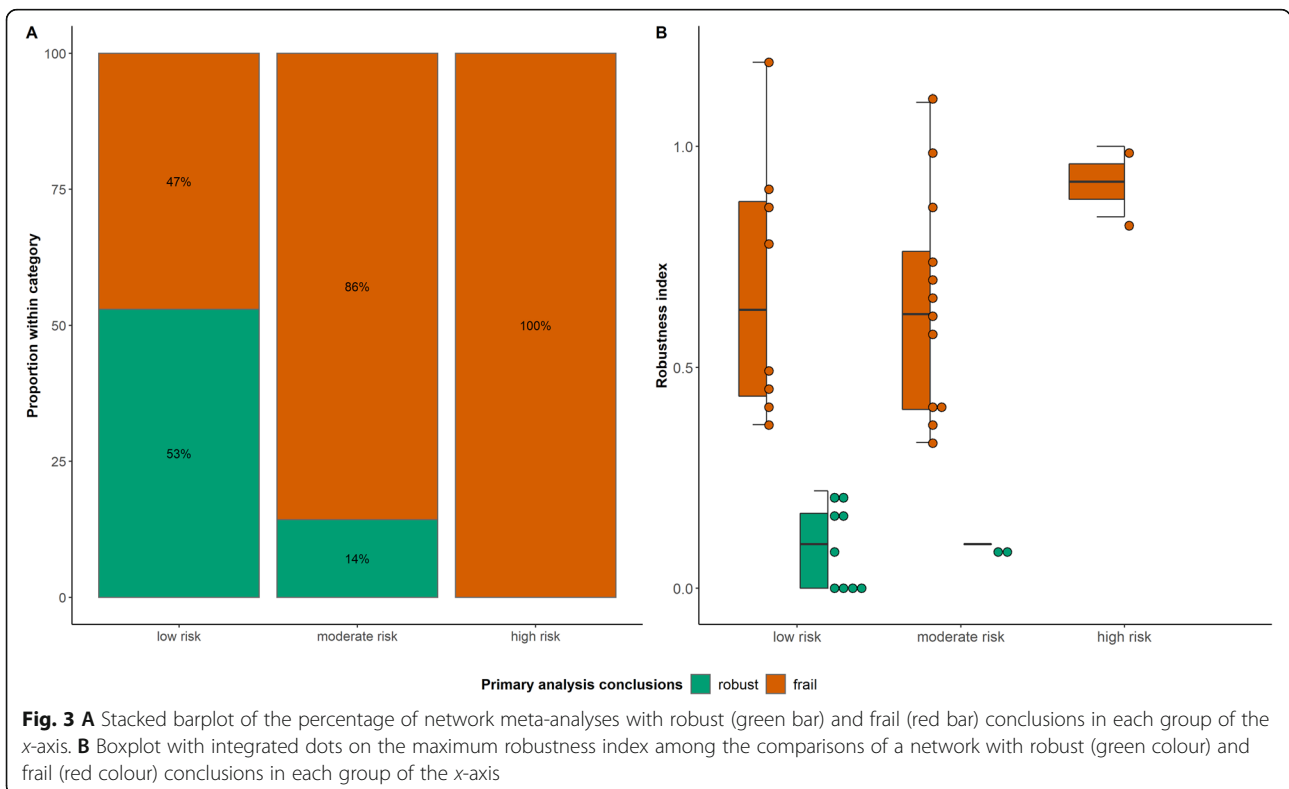 A
Proportion within category
100
75
50
25
0
47%
53%
86%
14%
100%
low risk
moderate risk
high risk
B
Robustness index
1.0
0.5
0.0
low risk
moderate risk
high risk
Primary analysis conclusions robust frail
Fig. 3 A Stacked barplot of the percentage of network meta-analyses with robust (green bar) and frail (red bar) conclusions in each group of the
x-axis. B Boxplot with integrated dots on the maximum robustness index among the comparisons of a network with robust (green colour) and
frail (red colour) conclusions in each group of the x-axis